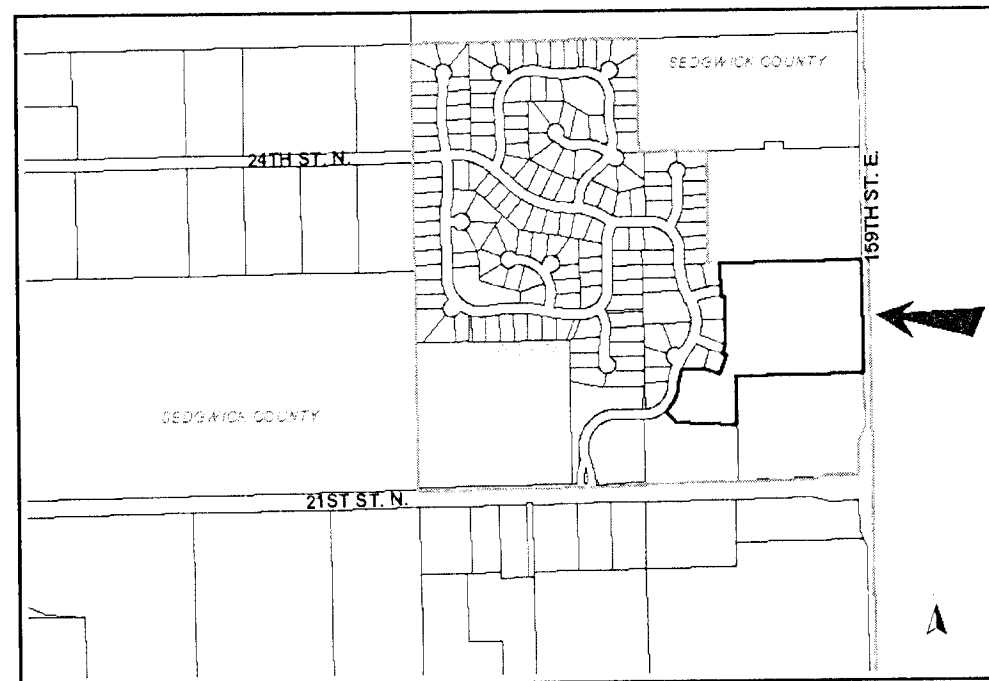 SEDGWICK COUNTY
24TH ST. N.
159TH ST. E.
SEDGWICK COUNTY
21ST ST. N.